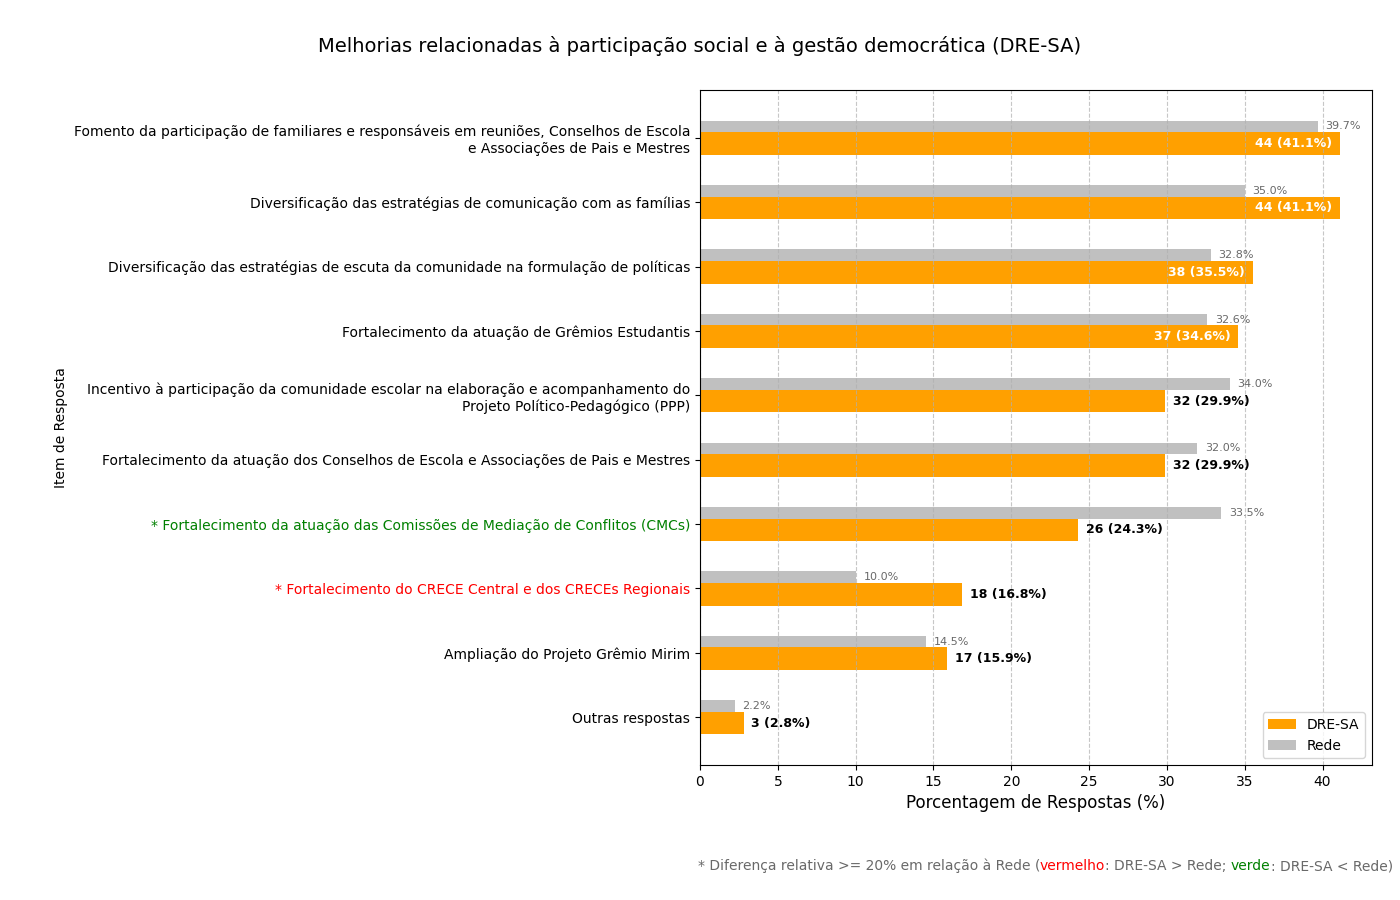 Melhorias relacionadas à participação social e à gestão democrática (DRE-SA)
Item de Resposta
Fomento da participação de familiares e responsáveis em reuniões, Conselhos de Escola
e Associações de Pais e Mestres
39.7%
44 (41.1%)
Diversificação das estratégias de comunicação com as famílias
35.0%
44 (41.1%)
Diversificação das estratégias de escuta da comunidade na formulação de políticas
32.8%
38 (35.5%)
Fortalecimento da atuação de Grêmios Estudantis
32.6%
37 (34.6%)
Incentivo à participação da comunidade escolar na elaboração e acompanhamento do
Projeto Político-Pedagógico (PPP)
34.0%
32 (29.9%)
Fortalecimento da atuação dos Conselhos de Escola e Associações de Pais e Mestres
32.0%
32 (29.9%)
* Fortalecimento da atuação das Comissões de Mediação de Conflitos (CMCs)
33.5%
26 (24.3%)
* Fortalecimento do CRECE Central e dos CRECEs Regionais
10.0%
18 (16.8%)
Ampliação do Projeto Grêmio Mirim
14.5%
17 (15.9%)
Outras respostas
2.2%
3 (2.8%)
DRE-SA
Rede
0 5 10 15 20 25 30 35 40
Porcentagem de Respostas (%)
* Diferença relativa >= 20% em relação à Rede (vermelho: DRE-SA > Rede; verde: DRE-SA < Rede)